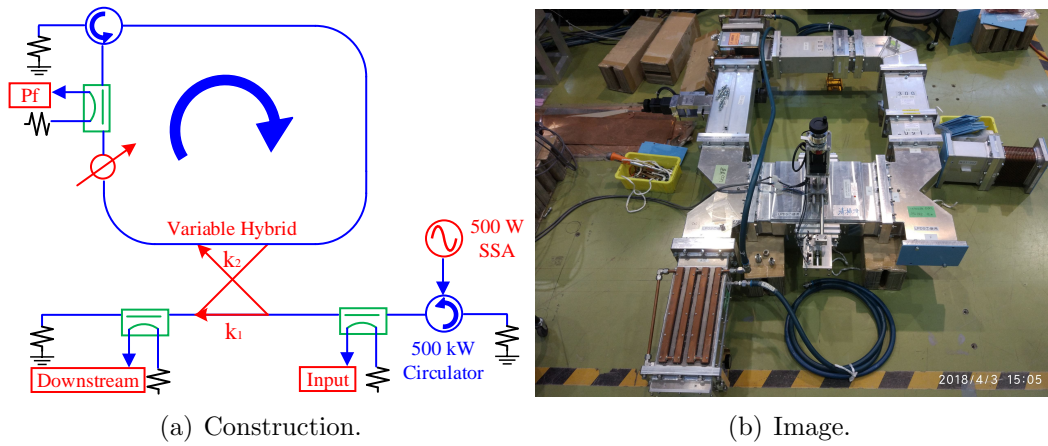 Pf
Variable Hybrid
k2
k1
500 W
SSA
500 kW
Circulator
Downstream
Input
2018/4/3 15:05
(a) Construction.
(b) Image.